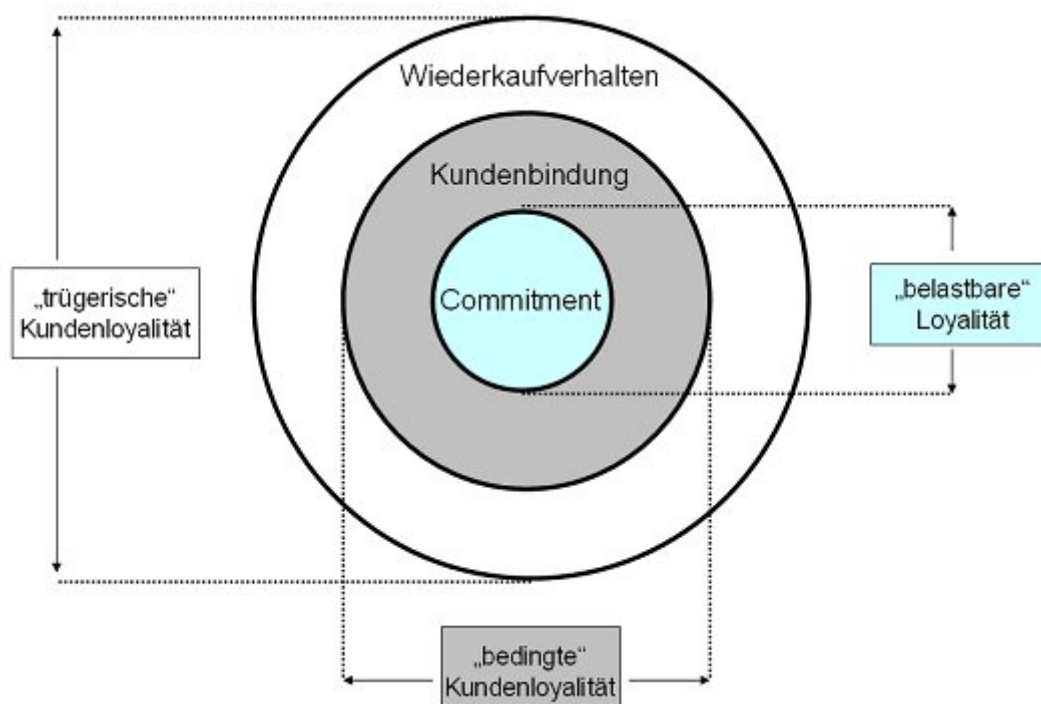 Wiederkaufverhalten
Kundenbindung
Commitment
„trügerische“
Kundenloyalität
„belastbare“
Loyalität
„bedingte“
Kundenloyalität